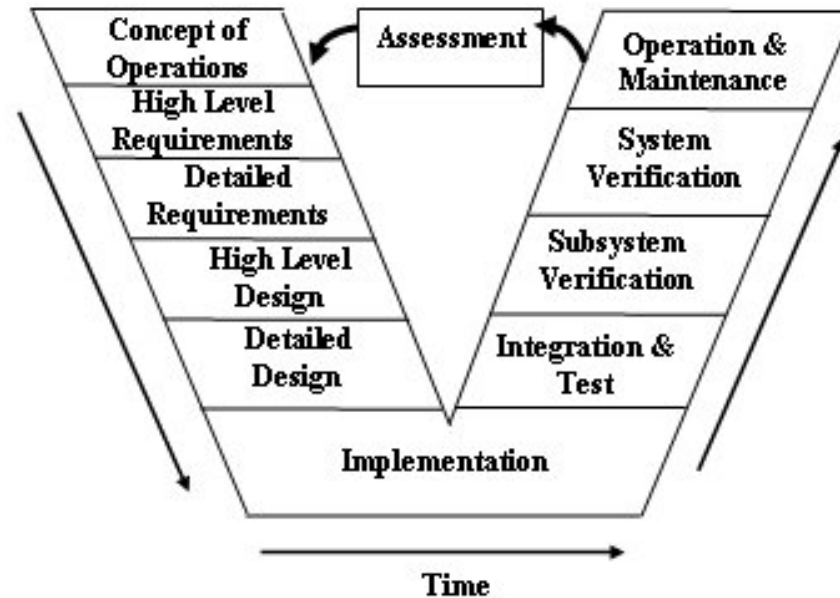 Concept of
Operations
High Level
Requirements
Detailed
Requirements
High Level
Design
Detailed
Design
Implementation
Assessment
Operation &
Maintenance
System
Verification
Subsystem
Verification
Integration &
Test
Time